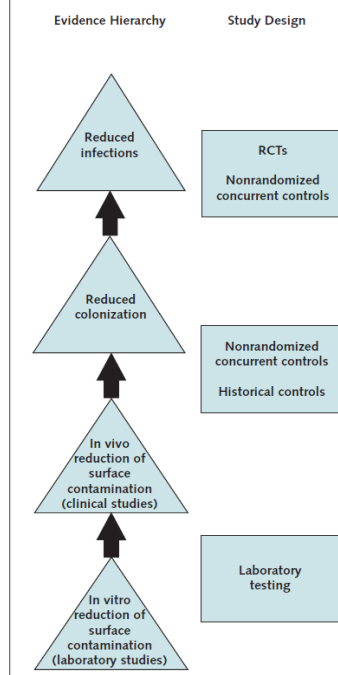 Evidence Hierarchy
Study Design
Reduced
infections
RCTs
Nonrandomized
concurrent controls
Reduced
colonization
Nonrandomized
concurrent controls
Historical controls
In vivo
reduction of
surface
contamination
(clinical studies)
Laboratory
testing
In vitro
reduction of
surface
contamination
(laboratory studies)